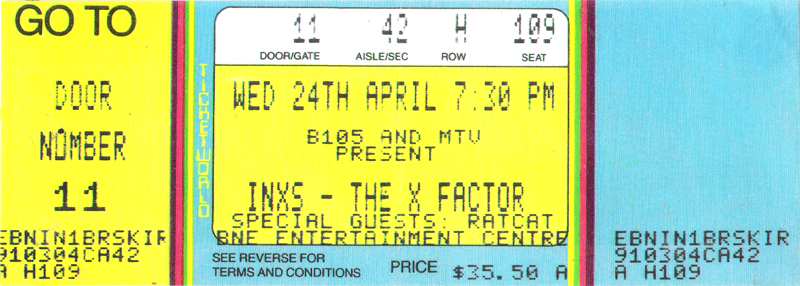 GO TO
DOOR
NOMBER
11
EBNIN1BRSKIR
910304CA42
A H109
TICKETWORLD
11 42 H 109
DOOR/GATE AISLE/SEC ROW SEAT
WED 24TH APRIL 7:30 PM
B105 AND MTV
PRESENT
INXS - THE X FACTOR
SPECIAL GUESTS: RATCAT
BNE ENTERTAINMENT CENTRE
SEE REVERSE FOR
TERMS AND CONDITIONS
PRICE $35.50 A
EBNIN1BRSKIR
910304CA42
A H109